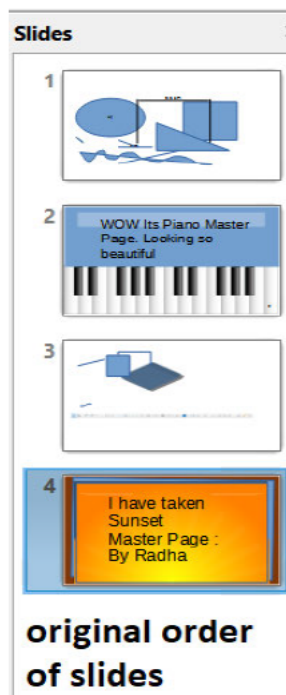 Slides
1
2
WOW Its Piano Master
Page. Looking so
beautiful
3
4
I have taken
Sunset
Master Page :
By Radha
original order
of slides